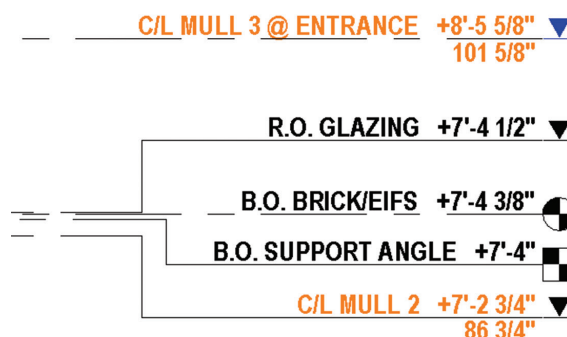 C/L MULL 3 @ ENTRANCE +8'-5 5/8"
101 5/8"
R.O. GLAZING +7'-4 1/2"
B.O. BRICK/EIFS +7'-4 3/8"
B.O. SUPPORT ANGLE +7'-4"
C/L MULL 2 +7'-2 3/4"
86 3/4"